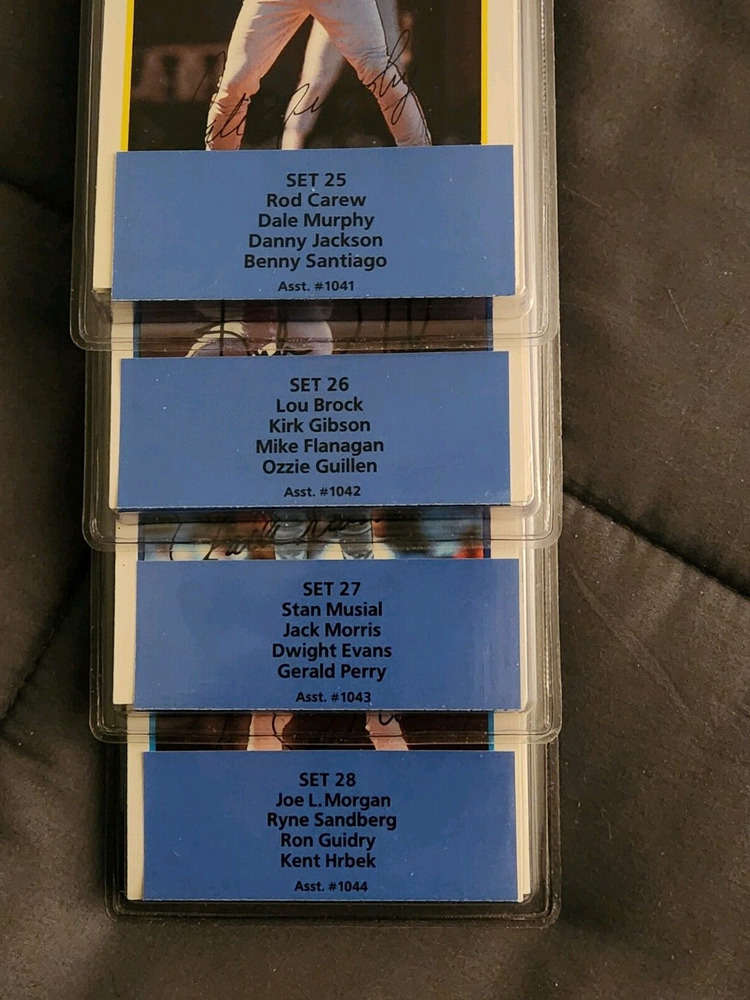 SET 25
Rod Carew
Dale Murphy
Danny Jackson
Benny Santiago
Asst. #1041
SET 26
Lou Brock
Kirk Gibson
Mike Flanagan
Ozzie Guillen
Asst. #1042
SET 27
Stan Musial
Jack Morris
Dwight Evans
Gerald Perry
Asst. #1043
SET 28
Joe L. Morgan
Ryne Sandberg
Ron Guidry
Kent Hrbek
Asst. #1044